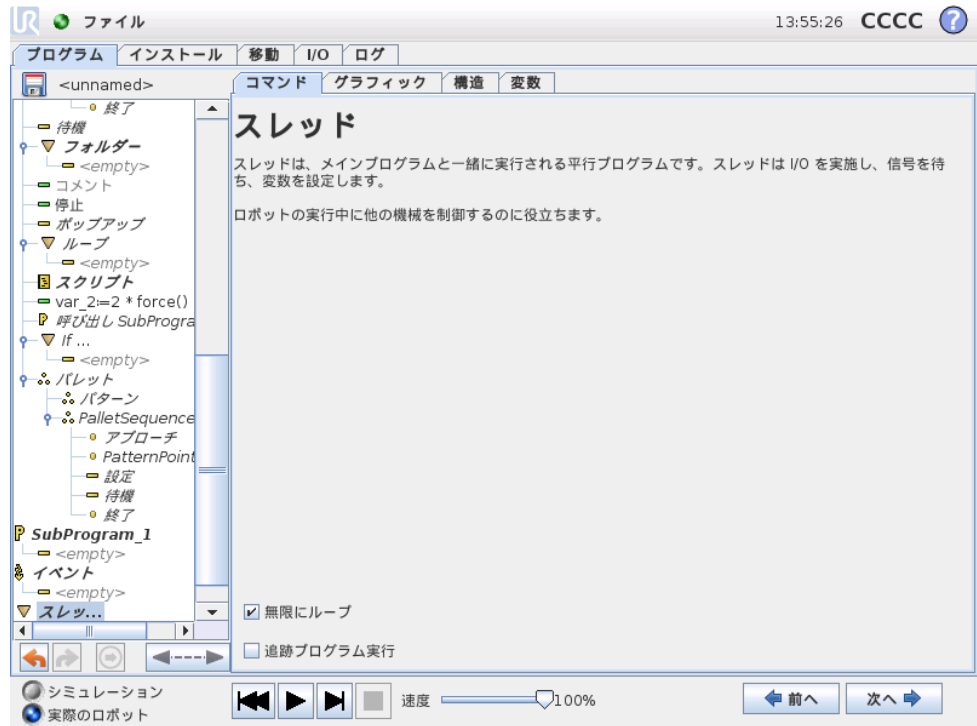 UR ファイル 13:55:26 CCCC ?
プログラム インストール 移動 I/O ログ
<unnamed>
コマンド グラフィック 構造 変数
終了
待機
フォルダー
<empty>
コメント
停止
ポップアップ
ループ
<empty>
スクリプト
var_2:=2 * force()
呼び出し SubProgra
If ...
<empty>
パレット
パターン
PalletSequence
アプローチ
PatternPoint
設定
待機
終了
SubProgram_1
<empty>
イベント
<empty>
スレッ...
スレッド
スレッドは、メインプログラムと一緒に実行される平行プログラムです。スレッドは I/O を実施し、信号を待
ち、変数を設定します。
ロボットの実行中に他の機械を制御するのに役立ちます。
無限にループ
追跡プログラム実行
シミュレーション
実際のロボット
速度 100%
前へ 次へ